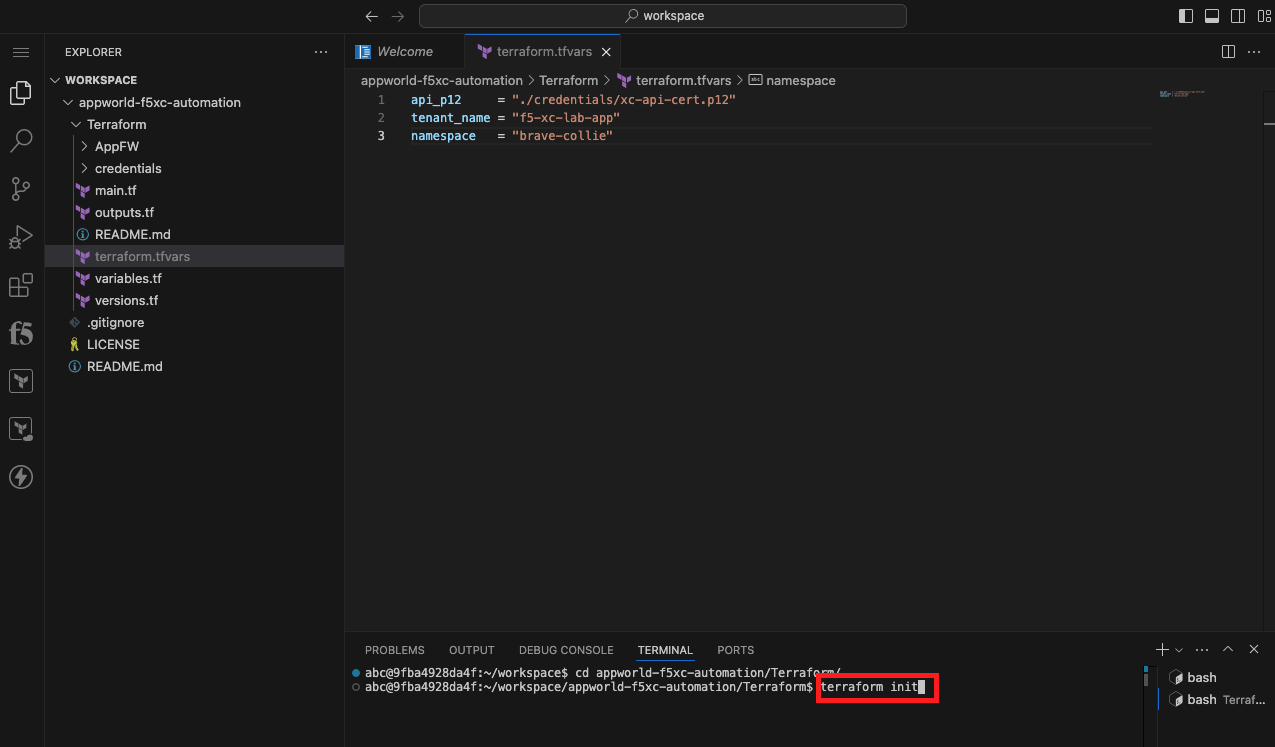 workspace
EXPLORER
Welcome
terraform.tfvars
WORKSPACE
appworld-f5xc-automation
Terraform
AppFW
credentials
main.tf
outputs.tf
README.md
terraform.tfvars
variables.tf
versions.tf
.gitignore
LICENSE
README.md
f5
appworld-f5xc-automation > Terraform > terraform.tfvars > abc namespace
1 api_p12 = "./credentials/xc-api-cert.p12"
2 tenant_name = "f5-xc-lab-app"
3 namespace = "brave-collie"
PROBLEMS OUTPUT DEBUG CONSOLE TERMINAL PORTS
abc@9fba4928da4f:~/workspace$ cd appworld-f5xc-automation/Terraform/
abc@9fba4928da4f:~/workspace/appworld-f5xc-automation/Terraform$ terraform init
bash
bash Terraf...